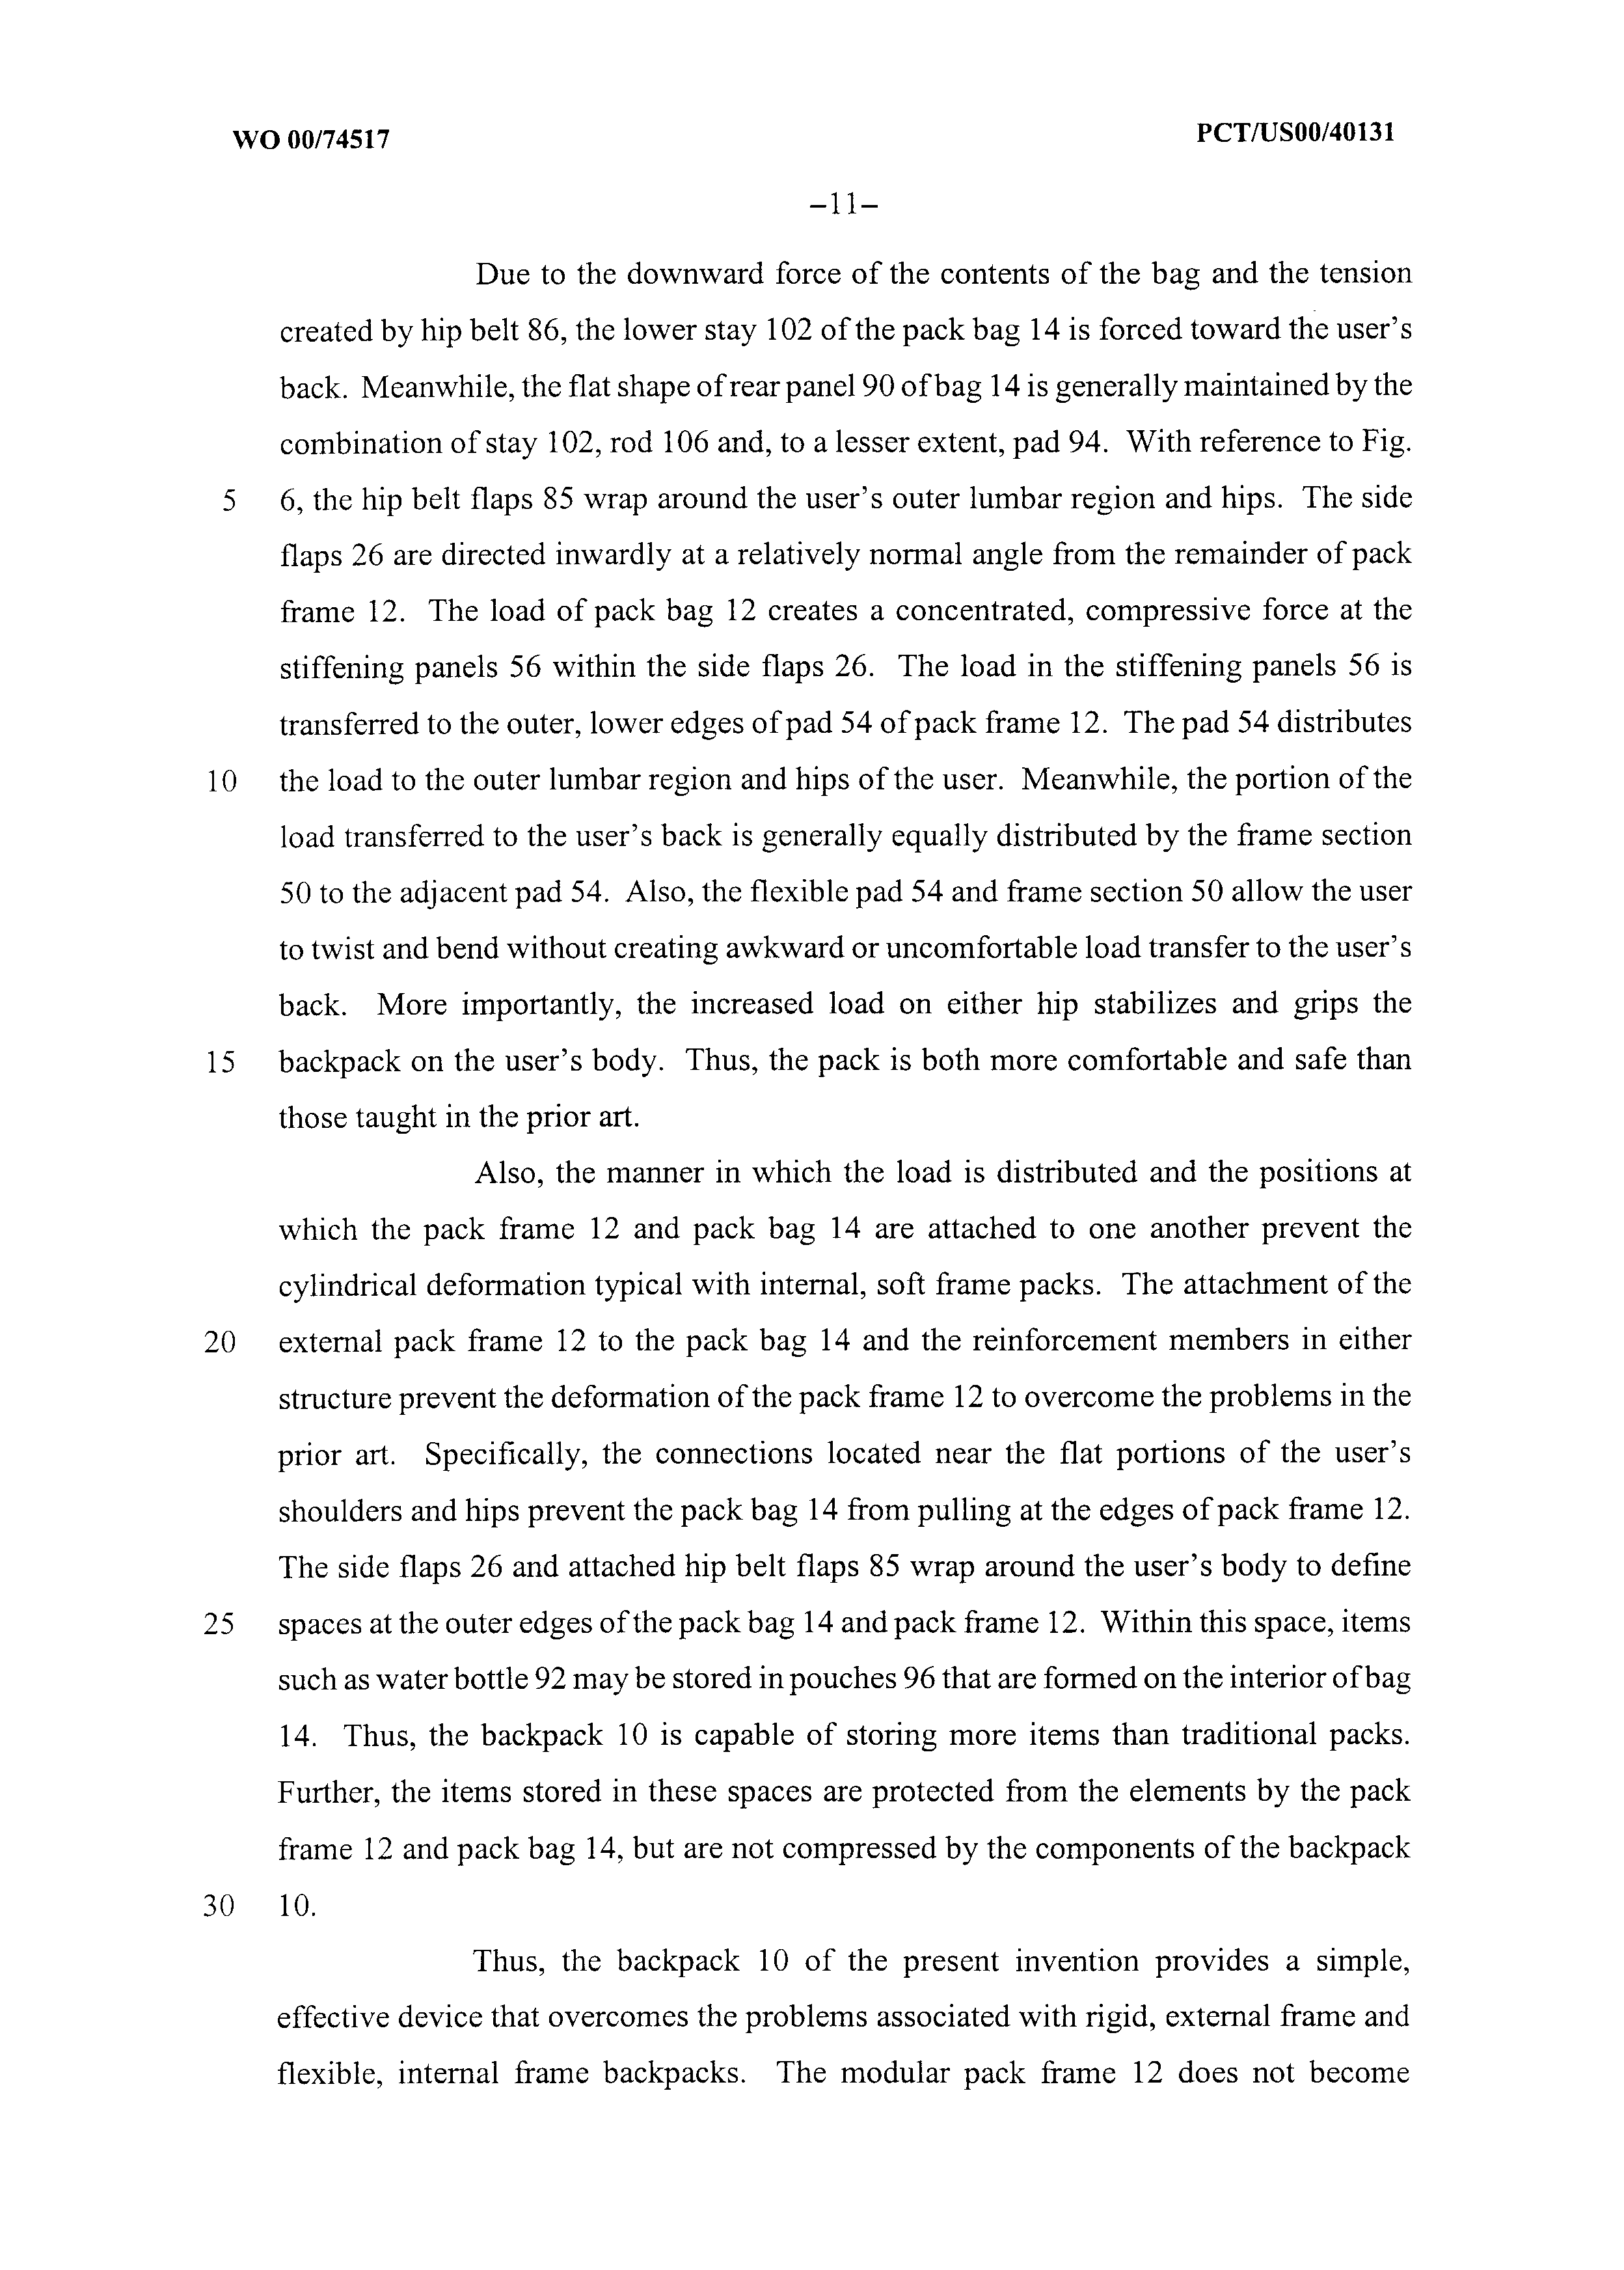 WO 00/74517
PCT/US00/40131
-11-
Due to the downward force of the contents of the bag and the tension
created by hip belt 86, the lower stay 102 of the pack bag 14 is forced toward the user's
back. Meanwhile, the flat shape of rear panel 90 of bag 14 is generally maintained by the
combination of stay 102, rod 106 and, to a lesser extent, pad 94. With reference to Fig.
5 6, the hip belt flaps 85 wrap around the user's outer lumbar region and hips. The side
flaps 26 are directed inwardly at a relatively normal angle from the remainder of pack
frame 12. The load of pack bag 12 creates a concentrated, compressive force at the
stiffening panels 56 within the side flaps 26. The load in the stiffening panels 56 is
transferred to the outer, lower edges of pad 54 of pack frame 12. The pad 54 distributes
10 the load to the outer lumbar region and hips of the user. Meanwhile, the portion of the
load transferred to the user's back is generally equally distributed by the frame section
50 to the adjacent pad 54. Also, the flexible pad 54 and frame section 50 allow the user
to twist and bend without creating awkward or uncomfortable load transfer to the user's
back. More importantly, the increased load on either hip stabilizes and grips the
15 backpack on the user's body. Thus, the pack is both more comfortable and safe than
those taught in the prior art.
Also, the manner in which the load is distributed and the positions at
which the pack frame 12 and pack bag 14 are attached to one another prevent the
cylindrical deformation typical with internal, soft frame packs. The attachment of the
20 external pack frame 12 to the pack bag 14 and the reinforcement members in either
structure prevent the deformation of the pack frame 12 to overcome the problems in the
prior art. Specifically, the connections located near the flat portions of the user's
shoulders and hips prevent the pack bag 14 from pulling at the edges of pack frame 12.
The side flaps 26 and attached hip belt flaps 85 wrap around the user's body to define
25 spaces at the outer edges of the pack bag 14 and pack frame 12. Within this space, items
such as water bottle 92 may be stored in pouches 96 that are formed on the interior of bag
14. Thus, the backpack 10 is capable of storing more items than traditional packs.
Further, the items stored in these spaces are protected from the elements by the pack
frame 12 and pack bag 14, but are not compressed by the components of the backpack
30 10.
Thus, the backpack 10 of the present invention provides a simple,
effective device that overcomes the problems associated with rigid, external frame and
flexible, internal frame backpacks. The modular pack frame 12 does not become